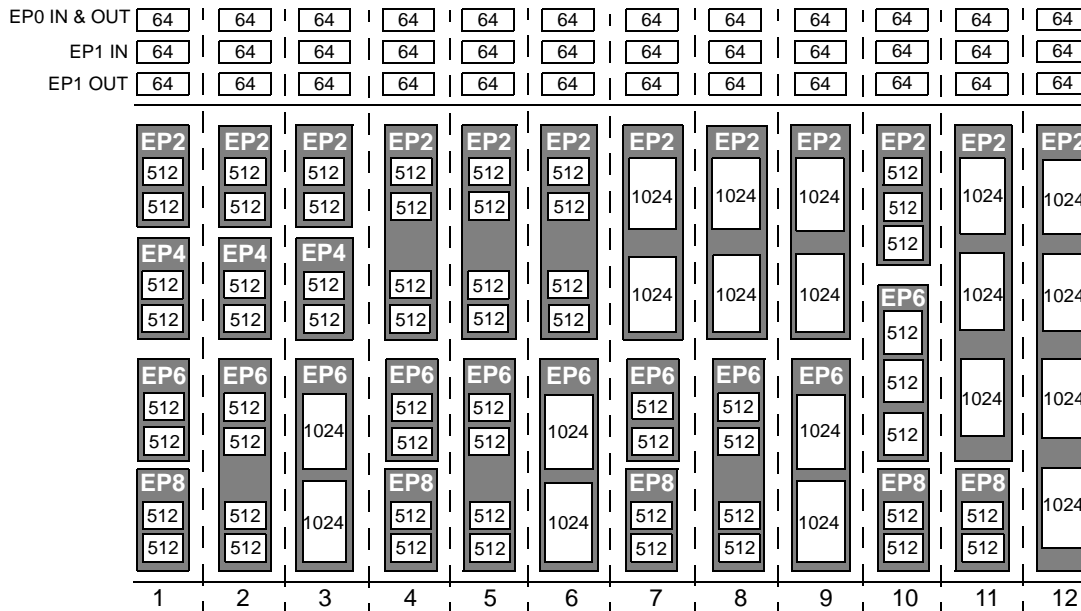 EP0 IN & OUT 64 64 64 64 64 64 64 64 64 64 64 64
EP1 IN 64 64 64 64 64 64 64 64 64 64 64 64
EP1 OUT 64 64 64 64 64 64 64 64 64 64 64 64
EP2 EP2 EP2 EP2 EP2 EP2 EP2 EP2 EP2 EP2 EP2 EP2
512 512 512 512 512 512 512
1024 1024 1024 1024 1024
512 512 512 512 512 512 512
512
EP4 EP4 EP4
512 512 512 512 512 512
1024 1024 1024 EP6 1024 1024
512 512 512 512 512 512 512
EP6 EP6 EP6 EP6 EP6 EP6 EP6 EP6 EP6 512
512 512 512 512 512 512 1024 1024
1024 1024 1024
512 512 512 512 512 512 512
EP8 EP8 EP8 EP8 EP8
1024
512 512 1024 512 512 1024 512 512 1024 512 512
512 512 512 512 512 512 512 512
1 2 3 4 5 6 7 8 9 10 11 12